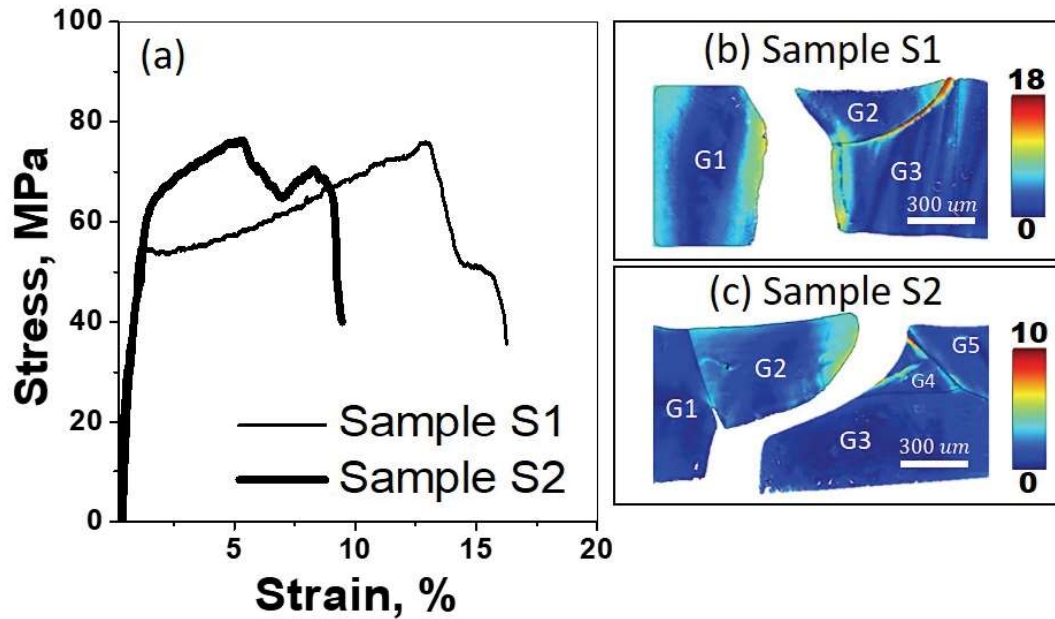 (a)
100
80
60
40
20
0
Stress, MPa
5
10
15
20
Strain, %
Sample S1
Sample S2
(b) Sample S1
G1
G2
G3
300 um
18
0
(c) Sample S2
G1
G2
G3
G4
G5
300 um
10
0